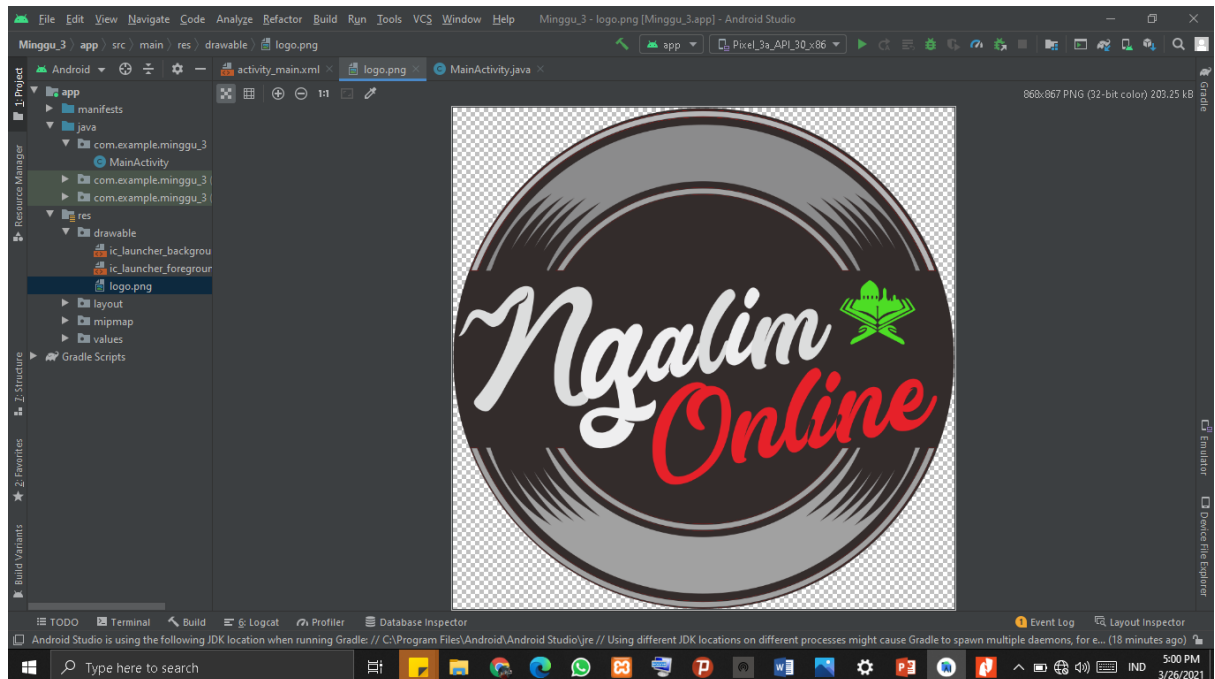 File Edit View Navigate Code Analyze Refactor Build Run Tools VCS Window Help Minggu_3 - logo.png [Minggu_3.app] - Android Studio
Minggu_3 app src main res drawable logo.png app Pixel_3a_API_30_x86
1: Project
Resource Manager
Z: Structure
2: Favorites
Build Variants
Android
app
manifests
java
com.example.minggu_3
MainActivity
com.example.minggu_3 (
com.example.minggu_3 (
res
drawable
ic_launcher_backgrou
ic_launcher_foregrour
logo.png
layout
mipmap
values
Gradle Scripts
activity_main.xml logo.png MainActivity.java
1:1 868x867 PNG (32-bit color) 203.25 kB
Ngalim
Online
Gradle
Emulator
Device File Explorer
TODO Terminal Build 6: Logcat Profiler Database Inspector 1 Event Log Layout Inspector
Android Studio is using the following JDK location when running Gradle: // C:\Program Files\Android\Android Studio\jre // Using different JDK locations on different processes might cause Gradle to spawn multiple daemons, for e... (18 minutes ago)
Type here to search IND 5:00 PM
3/26/2021